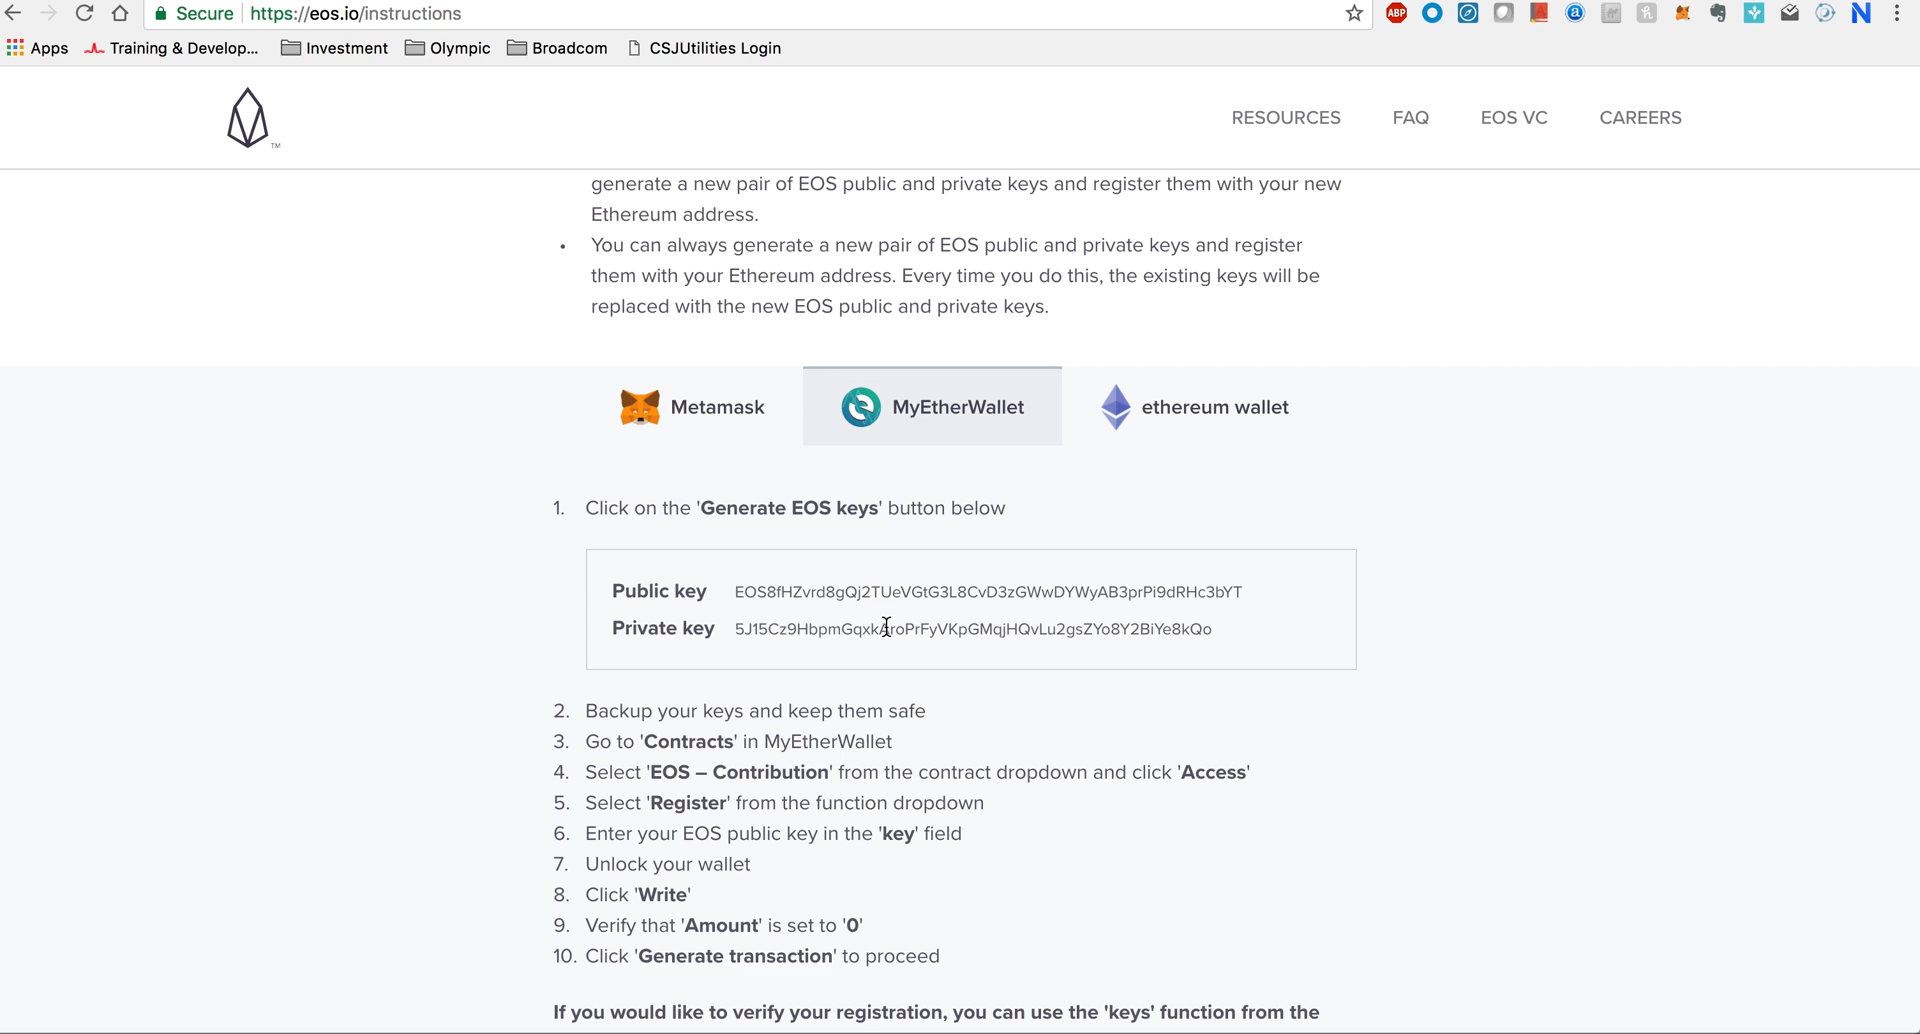 Secure https://eos.io/instructions
ABP
Apps Training & Develop... Investment Olympic Broadcom CSJUtilities Login
TM
RESOURCES FAQ EOS VC CAREERS
generate a new pair of EOS public and private keys and register them with your new
Ethereum address.
• You can always generate a new pair of EOS public and private keys and register
them with your Ethereum address. Every time you do this, the existing keys will be
replaced with the new EOS public and private keys.
Metamask MyEtherWallet ethereum wallet
1. Click on the 'Generate EOS keys' button below
Public key EOS8fHZvrd8gQj2TUeVGtG3L8CvD3zGWwDYWyAB3prPi9dRHc3bYT
Private key 5J15Cz9HbpmGqxkAroPrFyVKpGMqjHQvLu2gsZYo8Y2BiYe8kQo
2. Backup your keys and keep them safe
3. Go to 'Contracts' in MyEtherWallet
4. Select 'EOS – Contribution' from the contract dropdown and click 'Access'
5. Select 'Register' from the function dropdown
6. Enter your EOS public key in the 'key' field
7. Unlock your wallet
8. Click 'Write'
9. Verify that 'Amount' is set to '0'
10. Click 'Generate transaction' to proceed
If you would like to verify your registration, you can use the 'keys' function from the